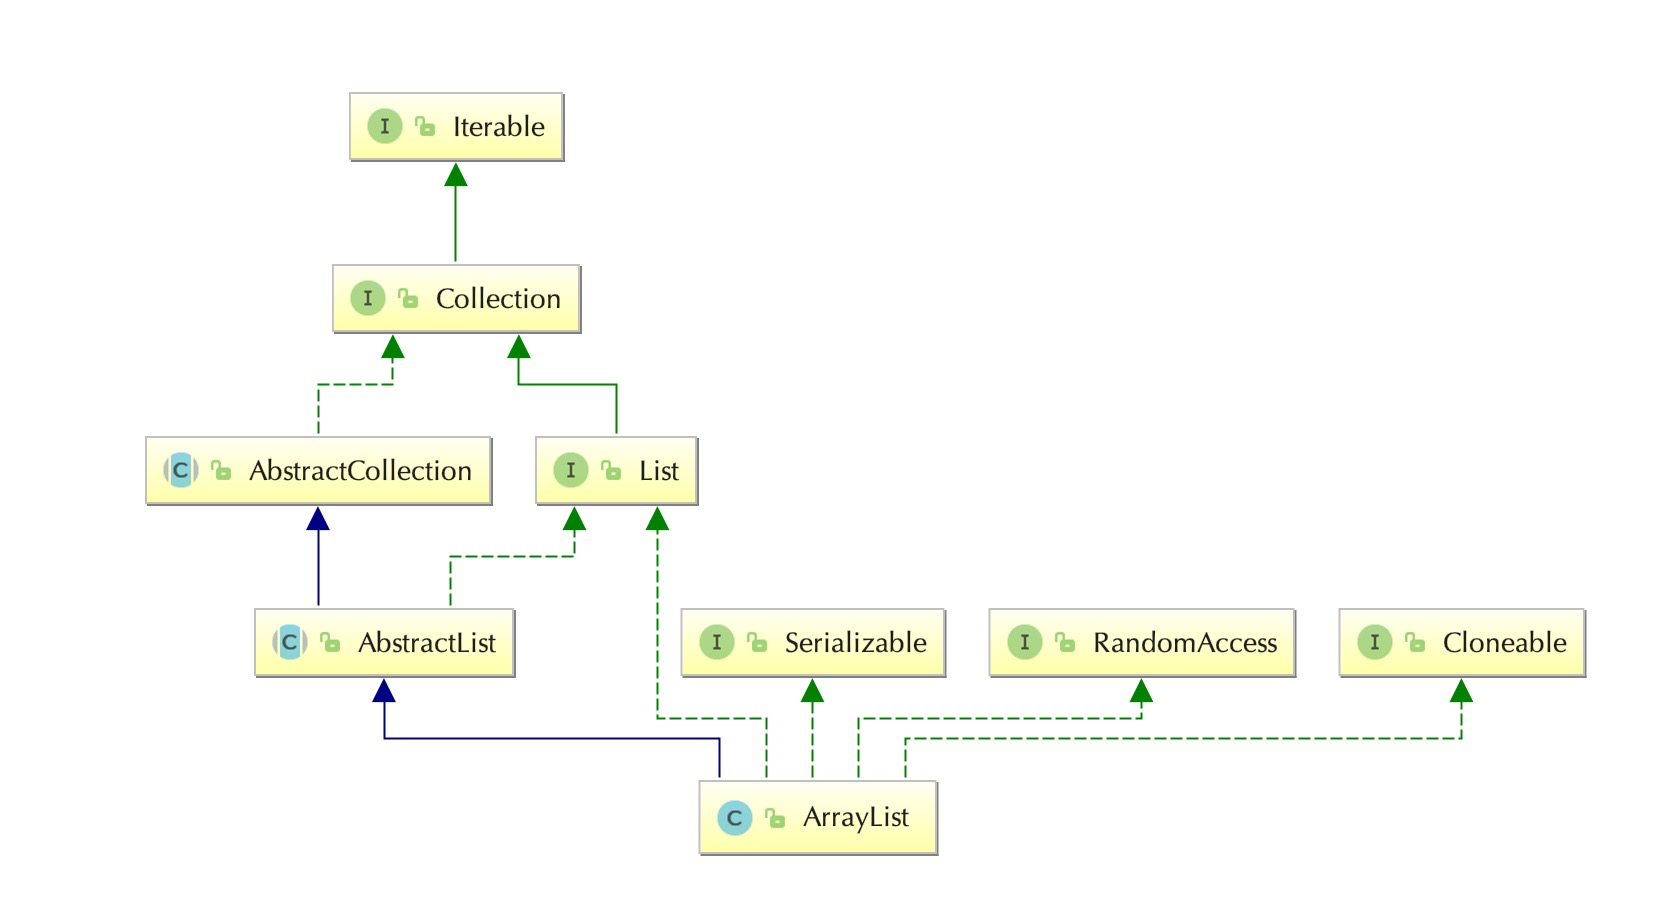 I Iterable
I Collection
C AbstractCollection
I List
C AbstractList
I Serializable
I RandomAccess
I Cloneable
C ArrayList